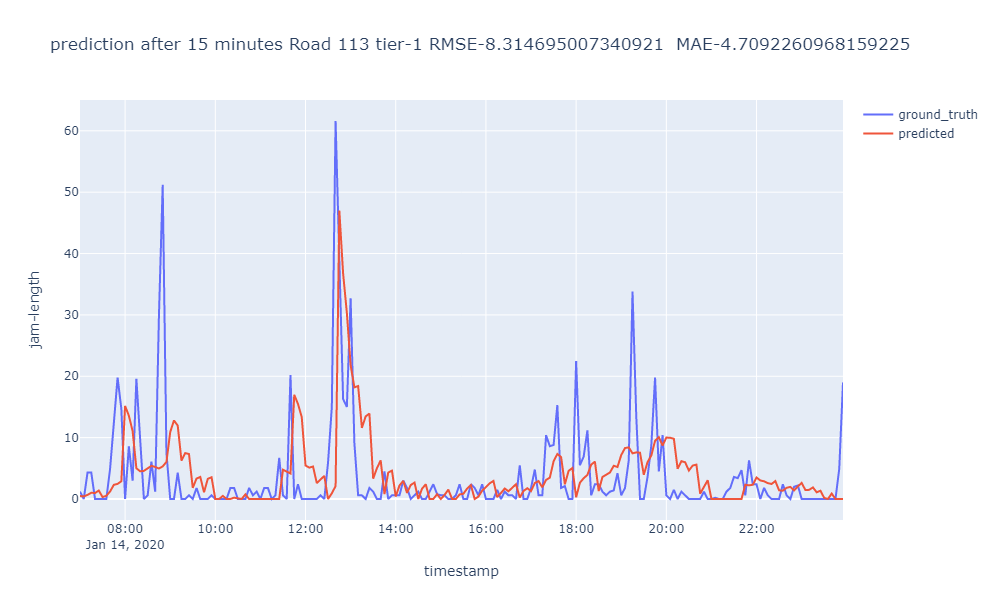 prediction after 15 minutes Road 113 tier-1 RMSE-8.314695007340921 MAE-4.7092260968159225
ground_truth
predicted
60
50
40
30
20
10
0
jam-length
08:00 10:00 12:00 14:00 16:00 18:00 20:00 22:00
Jan 14, 2020
timestamp